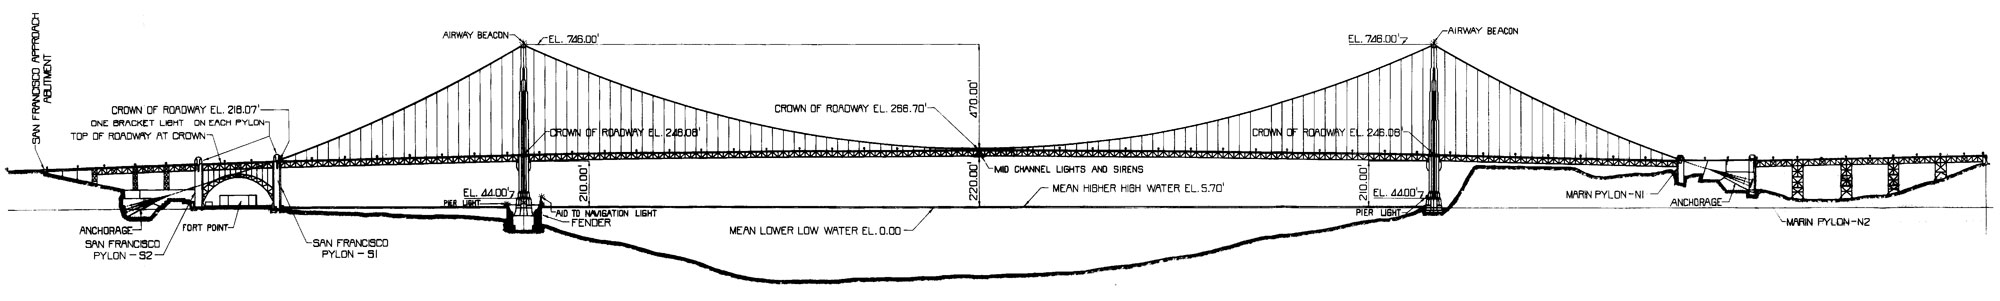 SAN FRANCISCO APPROACH
ABUTMENT
CROWN OF ROADWAY EL. 218.07'
ONE BRACKET LIGHT ON EACH PYLON
TOP OF ROADWAY AT CROWN
AIRWAY BEACON
EL. 746.00'
CROWN OF ROADWAY EL. 246.08'
CROWN OF ROADWAY EL. 266.70'
470.00'
EL. 746.00'
AIRWAY BEACON
CROWN OF ROADWAY EL. 246.08'
MID CHANNEL LIGHTS AND SIRENS
EL. 44.00'
PIER LIGHT
210.00'
220.00'
MEAN HIGHER HIGH WATER EL. 5.70'
210.00'
EL. 44.00'
PIER LIGHT
AID TO NAVIGATION LIGHT
FENDER
MEAN LOWER LOW WATER EL. 0.00
ANCHORAGE
FORT POINT
SAN FRANCISCO
PYLON - S2
SAN FRANCISCO
PYLON - S1
MARIN PYLON-N1
ANCHORAGE
MARIN PYLON-N2